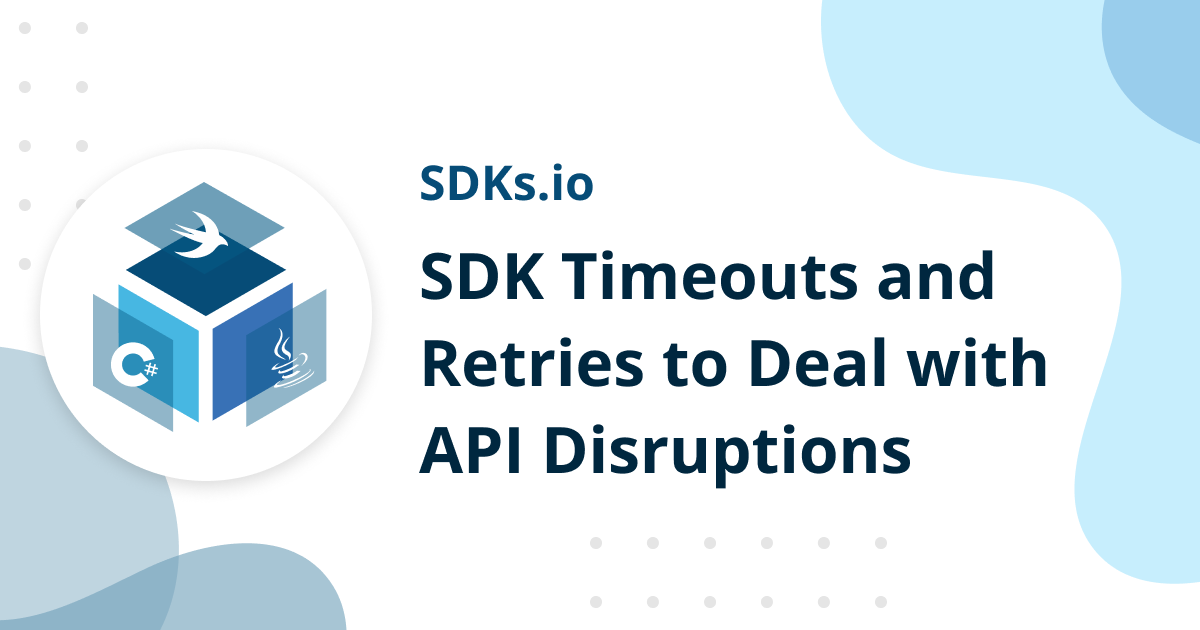 SDKs.io
SDK Timeouts and
Retries to Deal with
API Disruptions
C#